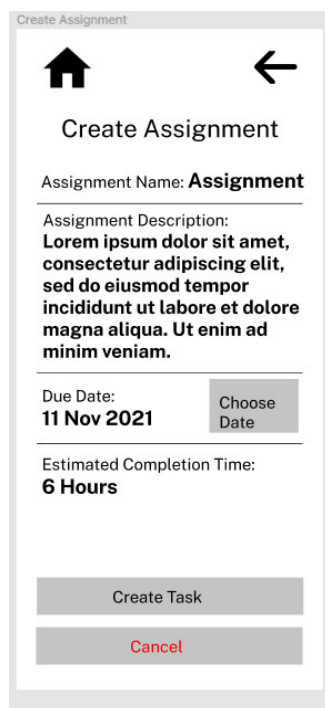 Create Assignment
Create Assignment
Assignment Name: Assignment
Assignment Description:
Lorem ipsum dolor sit amet,
consectetur adipiscing elit,
sed do eiusmod tempor
incididunt ut labore et dolore
magna aliqua. Ut enim ad
minim veniam.
Due Date:
11 Nov 2021
Choose
Date
Estimated Completion Time:
6 Hours
Create Task
Cancel